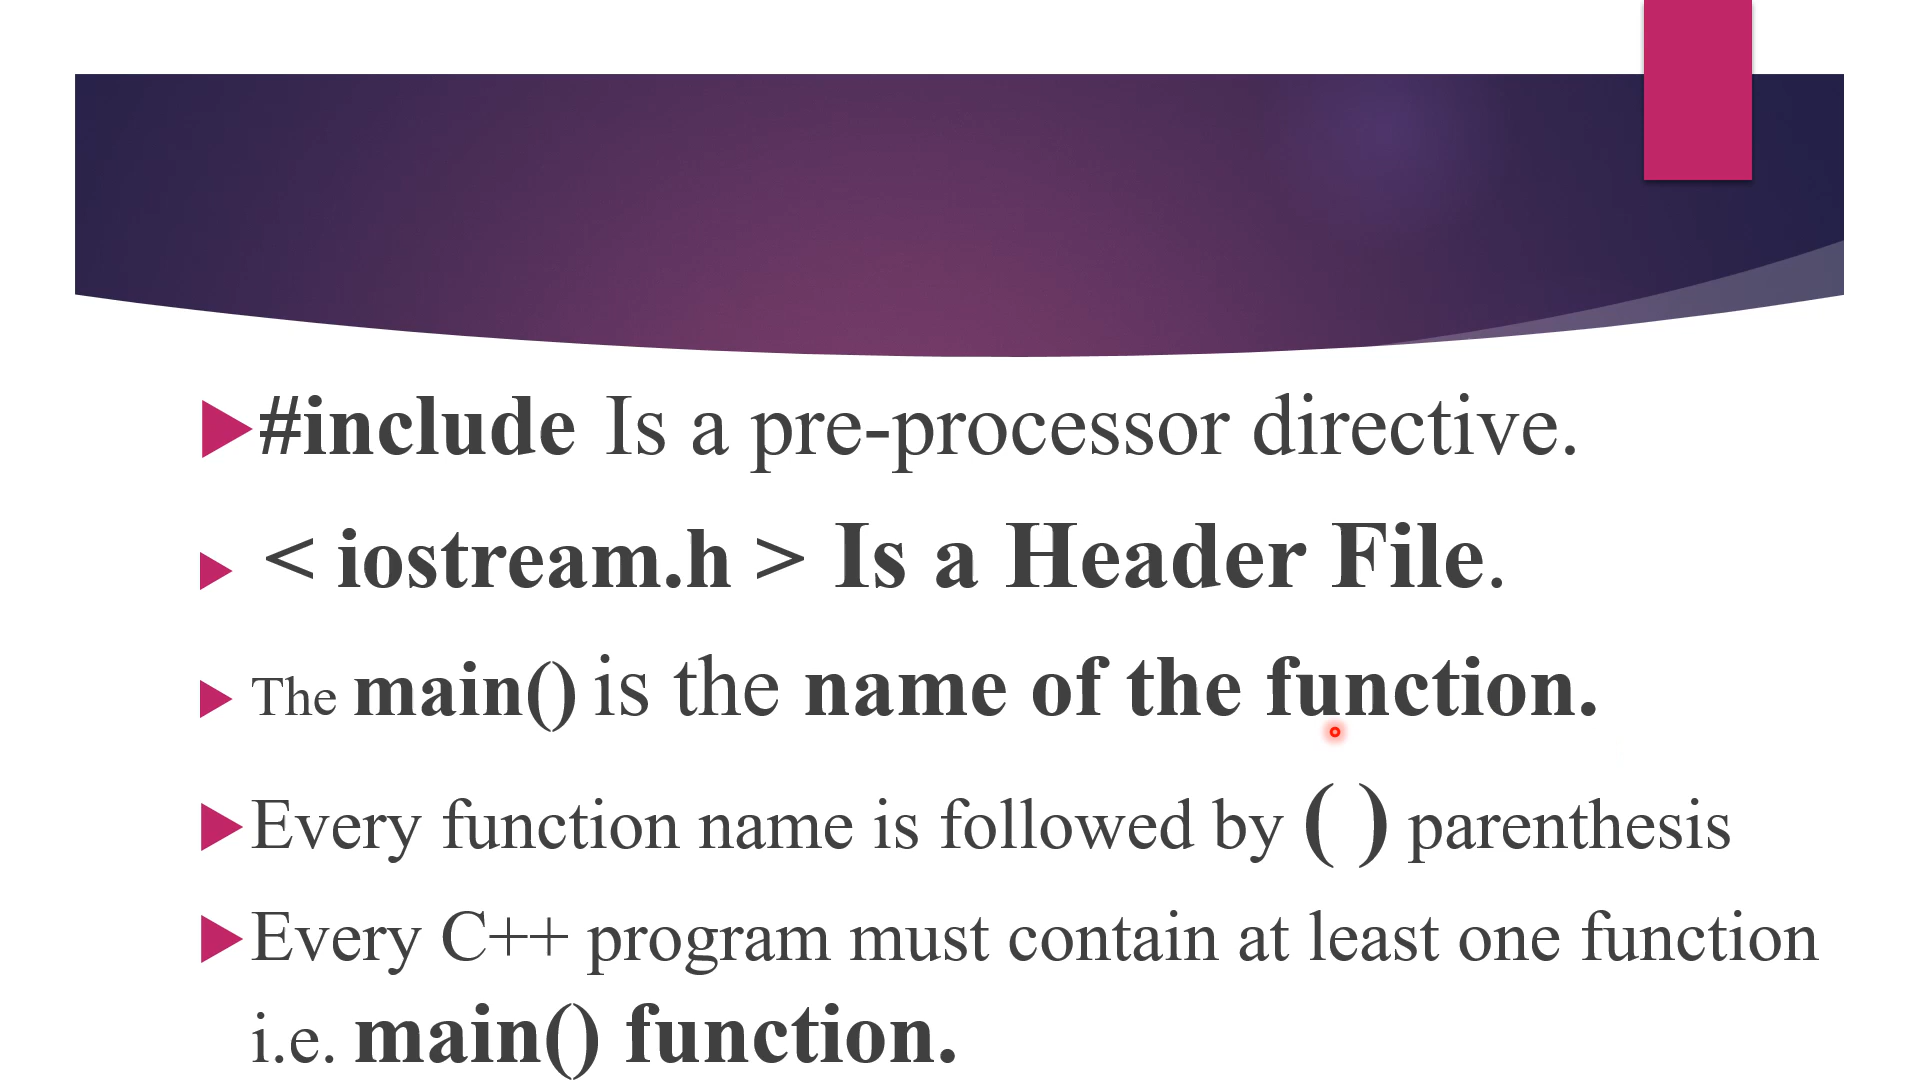 #include Is a pre-processor directive.
< iostream.h > Is a Header File.
The main() is the name of the function.
Every function name is followed by ( ) parenthesis
Every C++ program must contain at least one function
i.e. main() function.